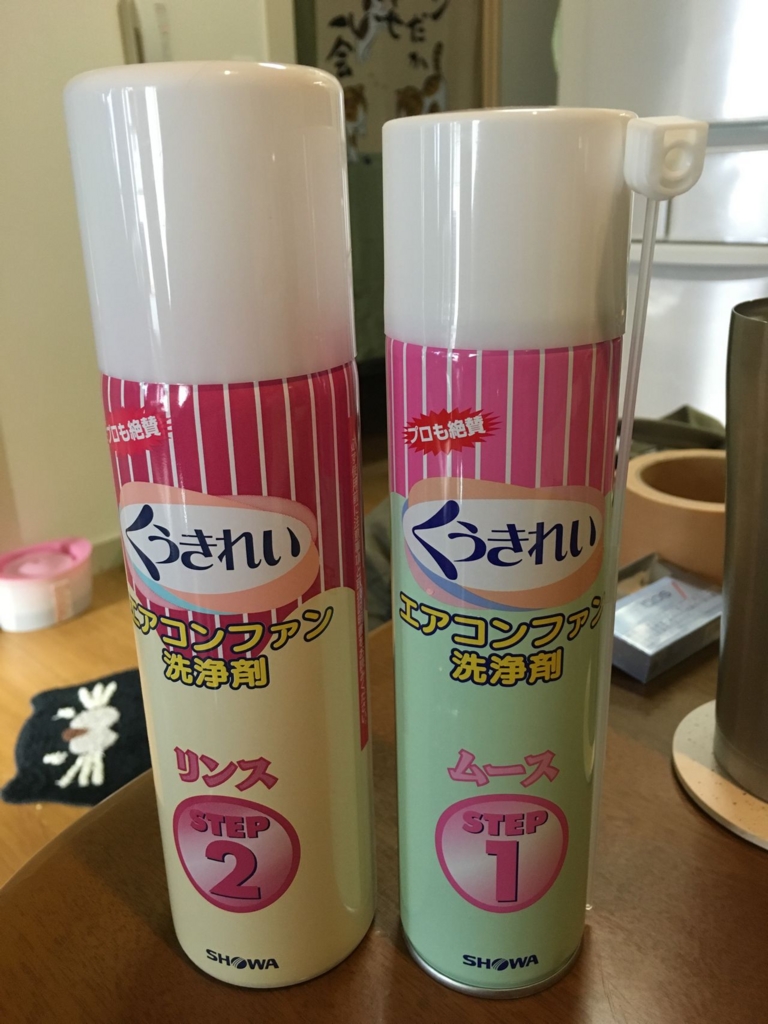 プロも絶賛
くうきれい
エアコンファン
洗浄剤
リンス
STEP
2
SHOWA
プロも絶賛
くうきれい
エアコンファン
洗浄剤
ムース
STEP
1
SHOWA